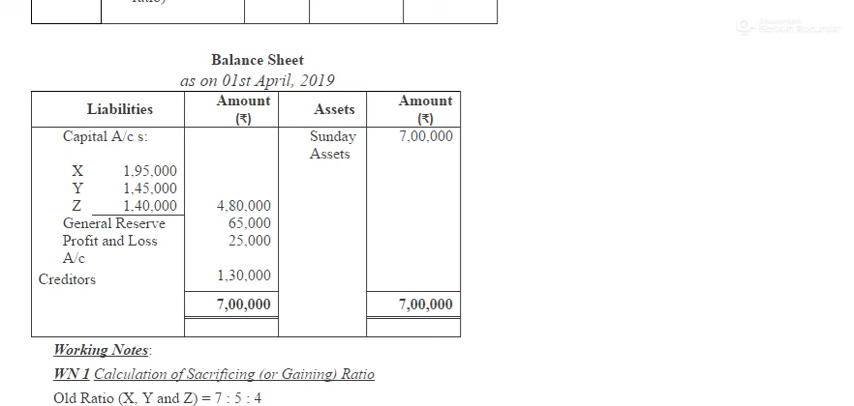 Balance Sheet
as on 01st April, 2019
Liabilities Amount (₹) Assets Amount (₹)
Capital A/c s: Sunday Assets 7,00,000
X 1,95,000
Y 1,45,000
Z 1,40,000 4,80,000
General Reserve 65,000
Profit and Loss A/c 25,000
Creditors 1,30,000
7,00,000 7,00,000
Working Notes:
WN 1 Calculation of Sacrificing (or Gaining) Ratio
Old Ratio (X, Y and Z) = 7 : 5 : 4